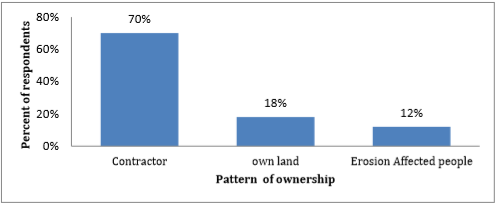 80%
70%
60%
40%
20%
18%
12%
0%
Percent of respondents
Contractor own land Erosion Affected people
Pattern of ownership